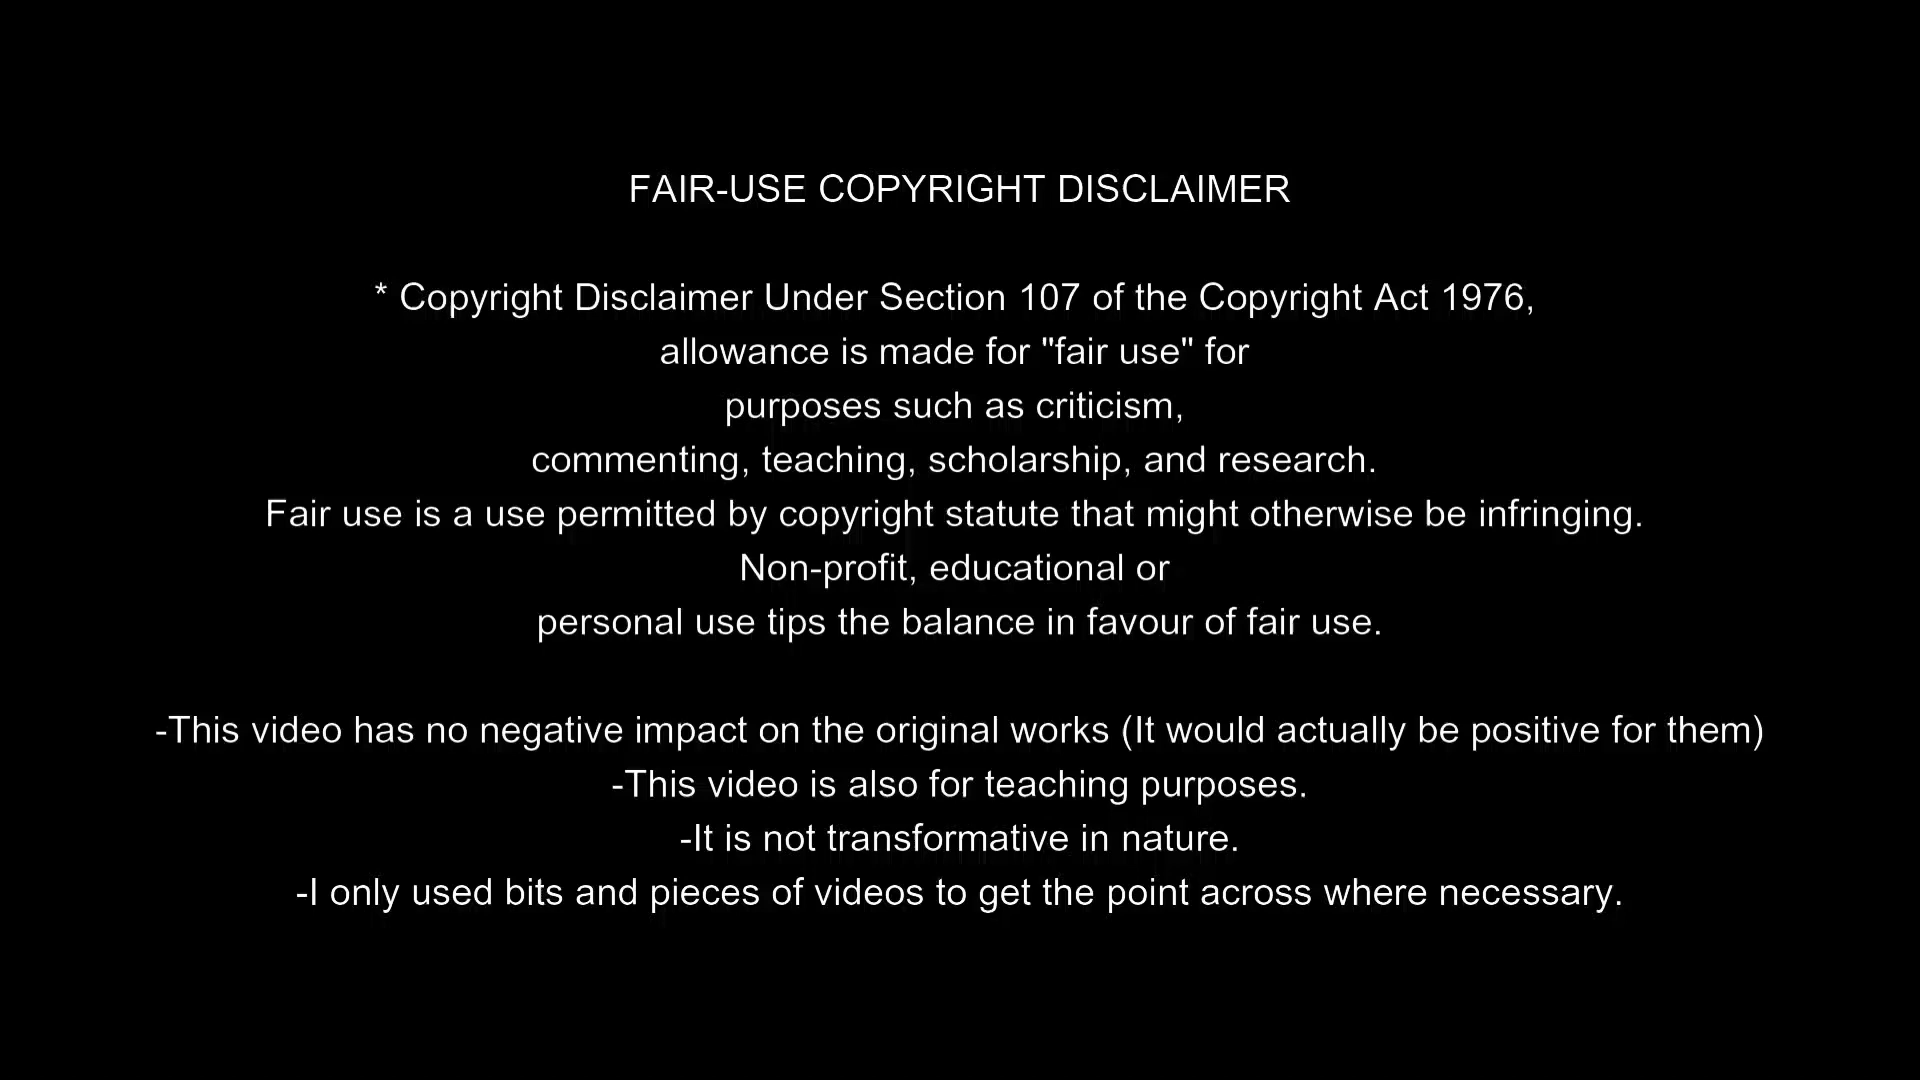 FAIR-USE COPYRIGHT DISCLAIMER
* Copyright Disclaimer Under Section 107 of the Copyright Act 1976,
allowance is made for "fair use" for
purposes such as criticism,
commenting, teaching, scholarship, and research.
Fair use is a use permitted by copyright statute that might otherwise be infringing.
Non-profit, educational or
personal use tips the balance in favour of fair use.
-This video has no negative impact on the original works (It would actually be positive for them)
-This video is also for teaching purposes.
-It is not transformative in nature.
-I only used bits and pieces of videos to get the point across where necessary.